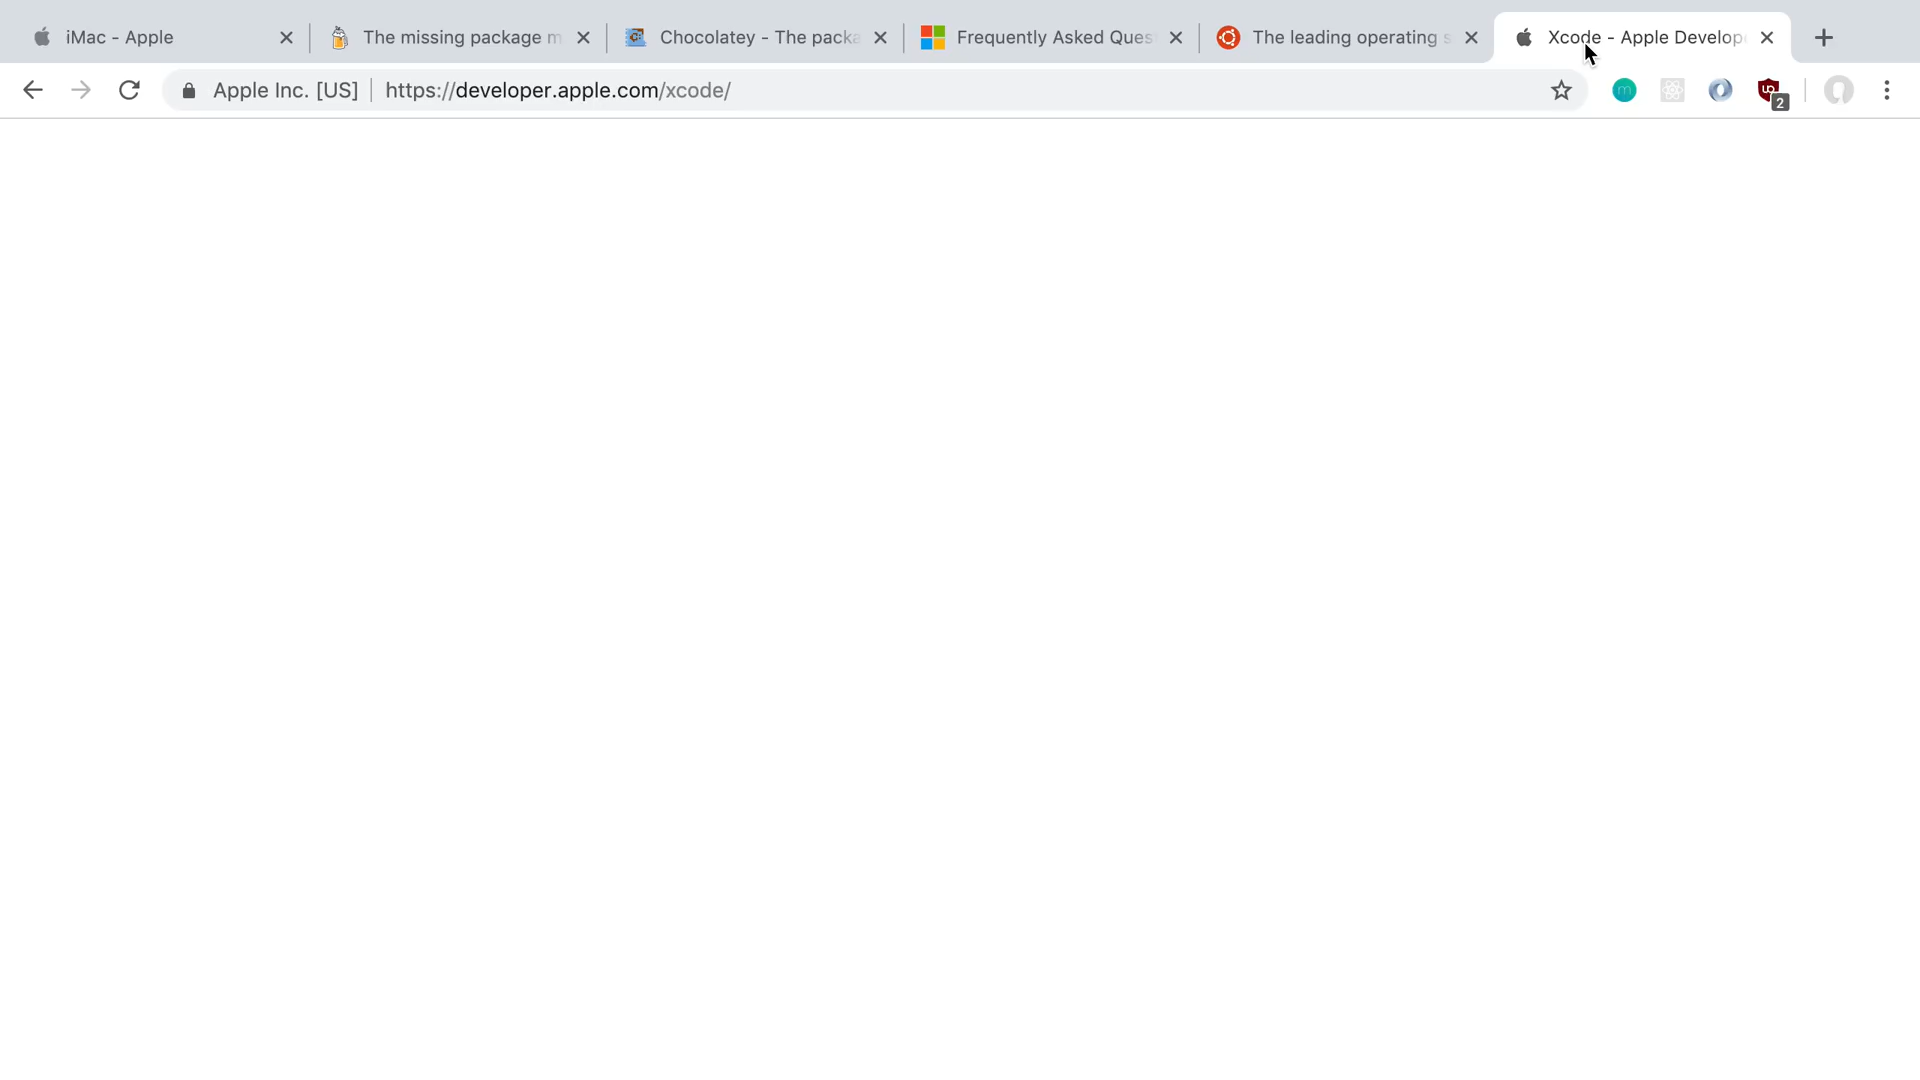 iMac - Apple
The missing package m
Chocolatey - The packa
Frequently Asked Ques
The leading operating s
Xcode - Apple Develop
Apple Inc. [US]
https://developer.apple.com/xcode/
m
2